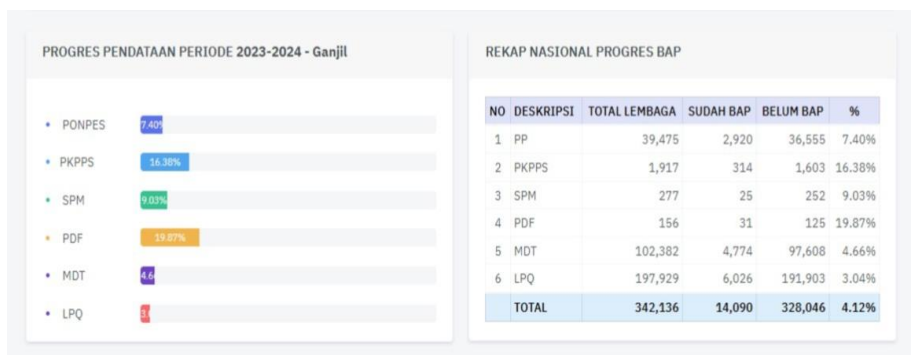 PROGRES PENDATAAN PERIODE 2023-2024 - Ganjil
PONPES 7.40%
PKPPS 16.38%
SPM 9.03%
PDF 19.87%
MDT 4.6
LPQ 3.0
REKAP NASIONAL PROGRES BAP
NO DESKRIPSI TOTAL LEMBAGA SUDAH BAP BELUM BAP %
1 PP 39,475 2,920 36,555 7.40%
2 PKPPS 1,917 314 1,603 16.38%
3 SPM 277 25 252 9.03%
4 PDF 156 31 125 19.87%
5 MDT 102,382 4,774 97,608 4.66%
6 LPQ 197,929 6,026 191,903 3.04%
TOTAL 342,136 14,090 328,046 4.12%